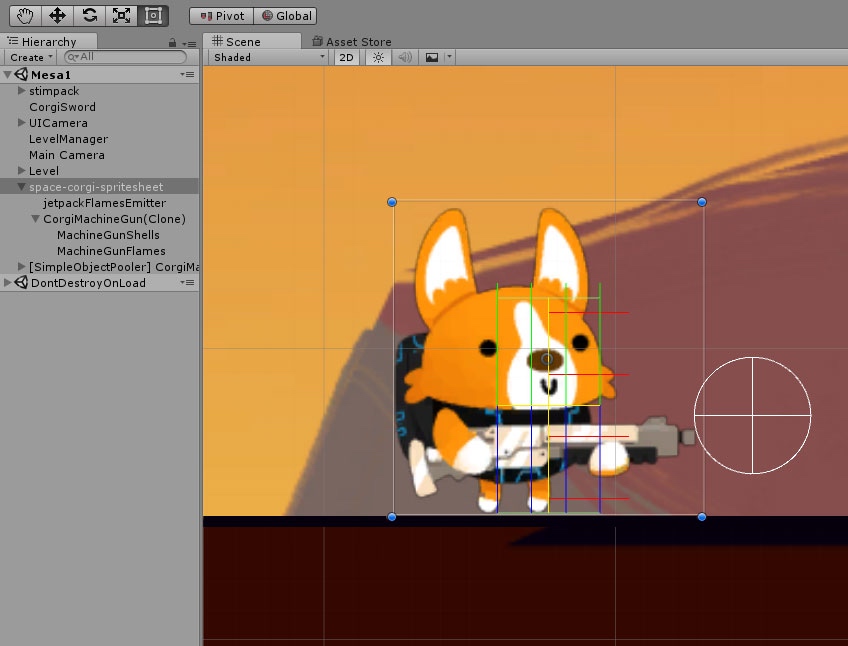 Pivot Global
Hierarchy
Scene Asset Store
Create All
Shaded 2D
Mesa1
stimpack
CorgiSword
UICamera
LevelManager
Main Camera
Level
space-corgi-spritesheet
jetpackFlamesEmitter
CorgiMachineGun(Clone)
MachineGunShells
MachineGunFlames
[SimpleObjectPooler] CorgiMa
DontDestroyOnLoad